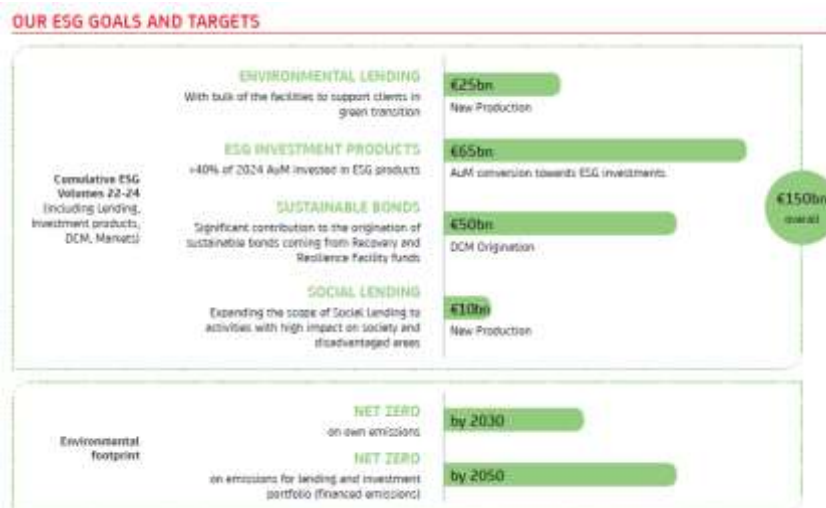 OUR ESG GOALS AND TARGETS
Cumulative ESG
Volumes 22-24
(including Lending,
Investment products,
DCM, Markets)
ENVIRONMENTAL LENDING
With bulk of the facilities to support clients in
green transition
€25bn
New Production
ESG INVESTMENT PRODUCTS
>40% of 2024 AuM invested in ESG products
€65bn
AuM conversion towards ESG investments
SUSTAINABLE BONDS
Significant contribution to the origination of
sustainable bonds coming from Recovery and
Resilience Facility funds
€50bn
DCM Origination
SOCIAL LENDING
Expanding the scope of Social Lending to
activities with high impact on society and
disadvantaged areas
€10bn
New Production
€150bn
overall
Environmental
footprint
NET ZERO
on own emissions
by 2030
NET ZERO
on emissions for lending and investment
portfolio (financed emissions)
by 2050